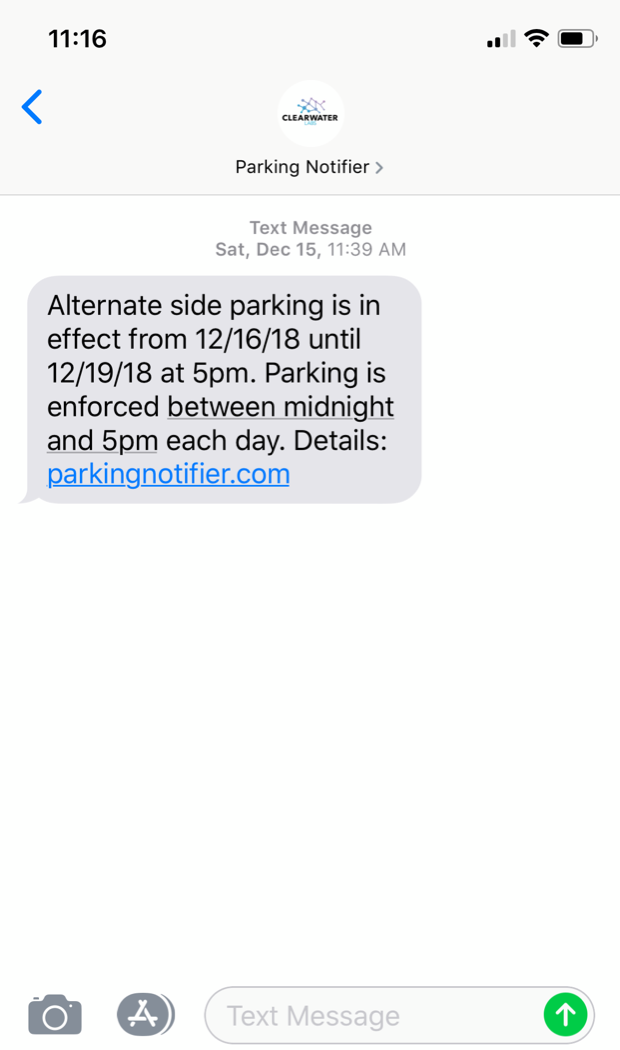 11:16
CLEARWATER
LABS
Parking Notifier >
Text Message
Sat, Dec 15, 11:39 AM
Alternate side parking is in
effect from 12/16/18 until
12/19/18 at 5pm. Parking is
enforced between midnight
and 5pm each day. Details:
parkingnotifier.com
Text Message